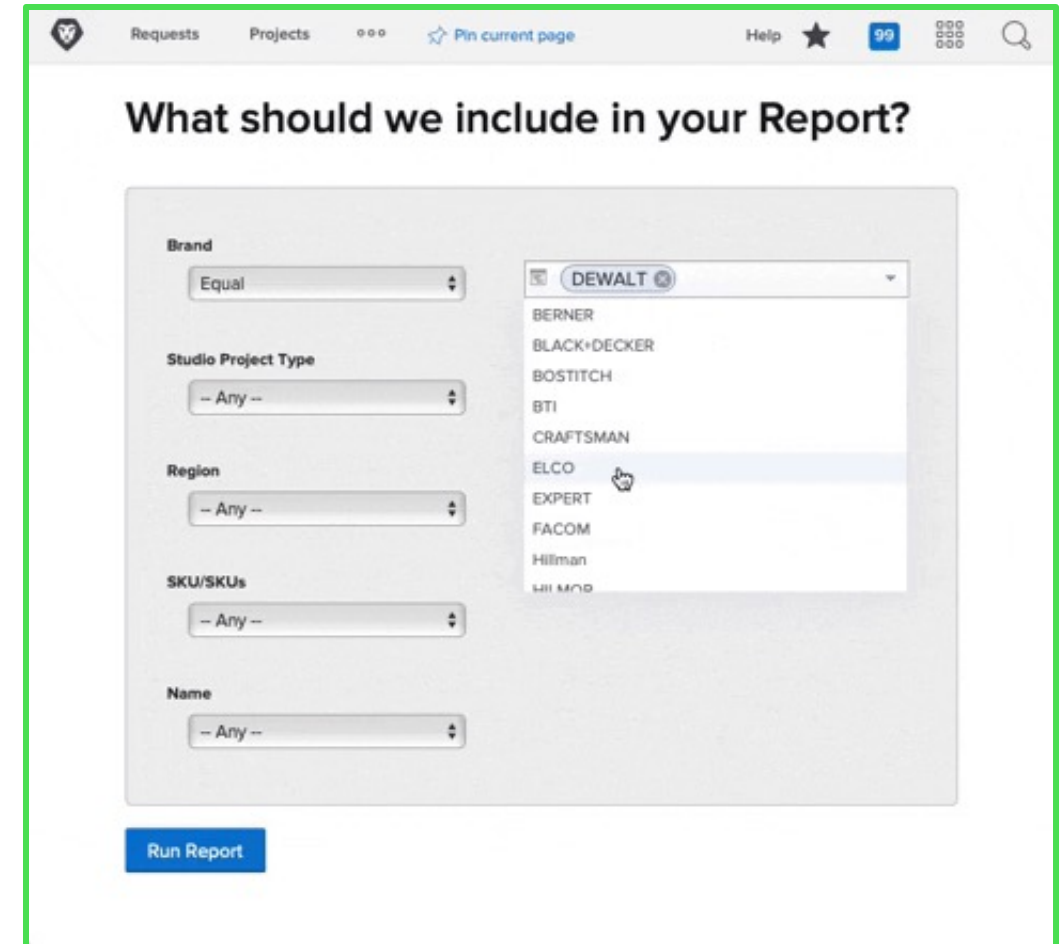 Requests Projects Pin current page Help 99
What should we include in your Report?
Brand
Equal
DEWALT
BERNER
BLACK+DECKER
BOSTITCH
BTI
CRAFTSMAN
ELCO
EXPERT
FACOM
Hillman
HILMOR
Studio Project Type
-- Any --
Region
-- Any --
SKU/SKUs
-- Any --
Name
-- Any --
Run Report